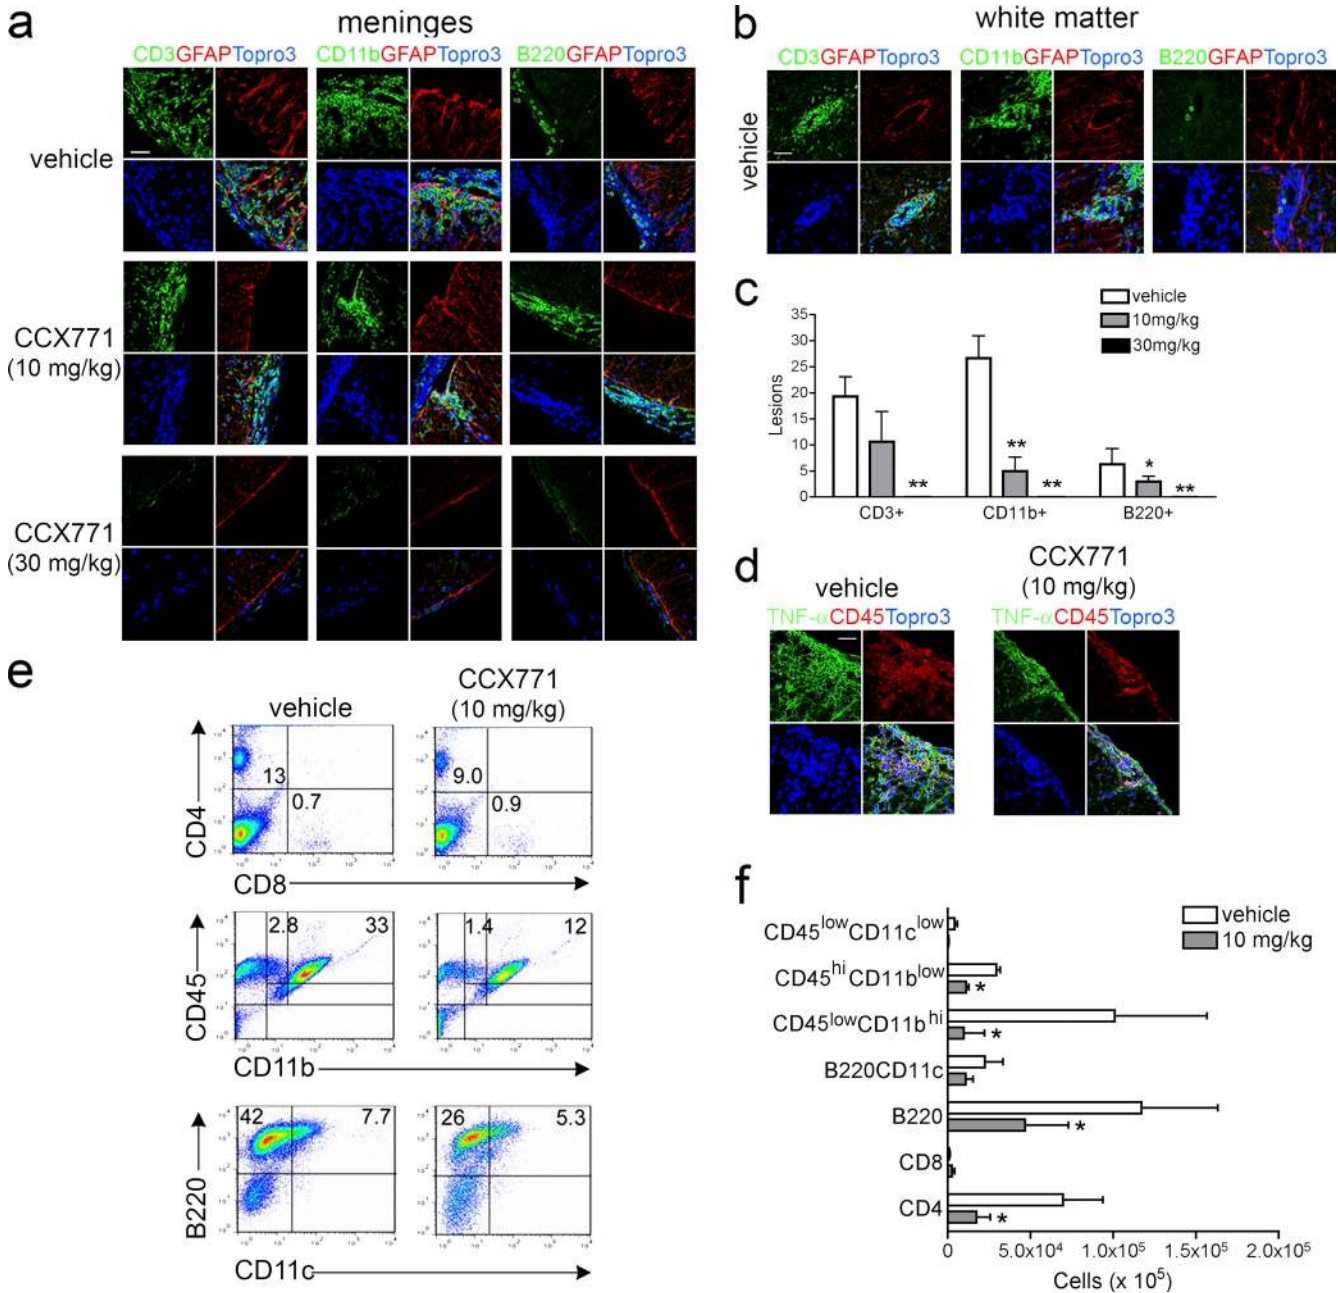 a
meninges
CD3GFAPTopro3
CD11bGFAPTopro3
B220GFAPTopro3
vehicle
CCX771
(10 mg/kg)
CCX771
(30 mg/kg)
b
white matter
CD3GFAPTopro3
CD11bGFAPTopro3
B220GFAPTopro3
vehicle
c
vehicle
10mg/kg
30mg/kg
Lesions
35
30
25
20
15
10
5
0
**
**
**
*
**
CD3+
CD11b+
B220+
d
vehicle
CCX771
(10 mg/kg)
TNF-αCD45Topro3
TNF-αCD45Topro3
e
vehicle
CCX771
(10 mg/kg)
CD4
13
0.7
9.0
0.9
CD8
CD45
2.8
33
1.4
12
CD11b
B220
42
7.7
26
5.3
CD11c
f
vehicle
10 mg/kg
CD45lowCD11clow
CD45hiCD11blow
*
CD45lowCD11bhi
*
B220CD11c
B220
*
CD8
CD4
*
0
5.0x10⁴
1.0x10⁵
1.5x10⁵
2.0x10⁵
Cells (x 10⁵)